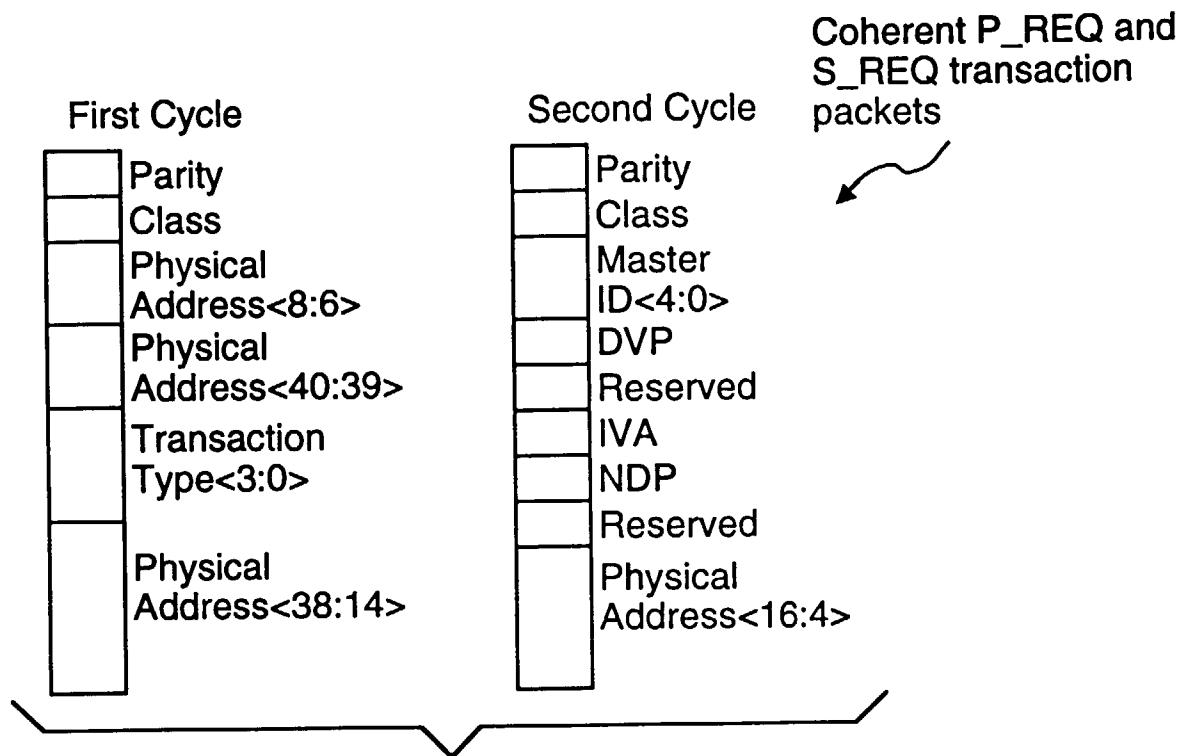 Coherent P_REQ and
S_REQ transaction
packets
First Cycle
Parity
Class
Physical
Address<8:6>
Physical
Address<40:39>
Transaction
Type<3:0>
Physical
Address<38:14>
Second Cycle
Parity
Class
Master
ID<4:0>
DVP
Reserved
IVA
NDP
Reserved
Physical
Address<16:4>